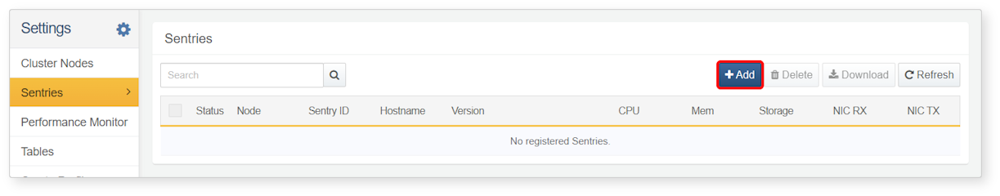 Settings
Cluster Nodes
Sentries
Performance Monitor
Tables
Sentries
Search
Add Delete Download Refresh
Status Node Sentry ID Hostname Version CPU Mem Storage NIC RX NIC TX
No registered Sentries.